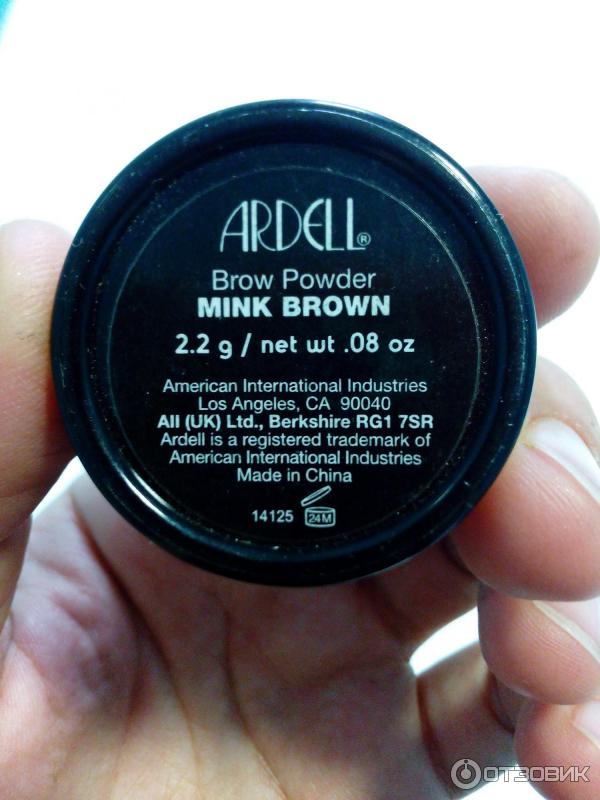 ARDELL®
Brow Powder
MINK BROWN
2.2 g / net wt .08 oz
American International Industries
Los Angeles, CA 90040
AII (UK) Ltd., Berkshire RG1 7SR
Ardell is a registered trademark of
American International Industries
Made in China
14125 24M
ОТЗОВИК